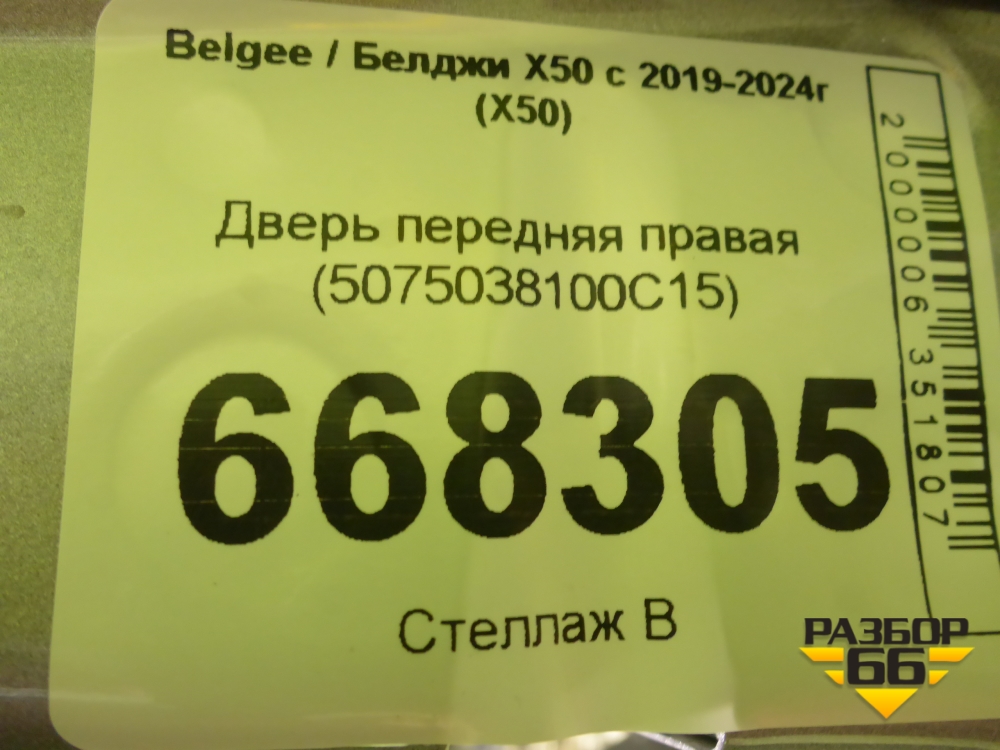 Belgee / Белджи X50 с 2019-2024г
(X50)
Дверь передняя правая
(5075038100C15)
668305
Стеллаж B
2000006351807
РАЗБОР
66